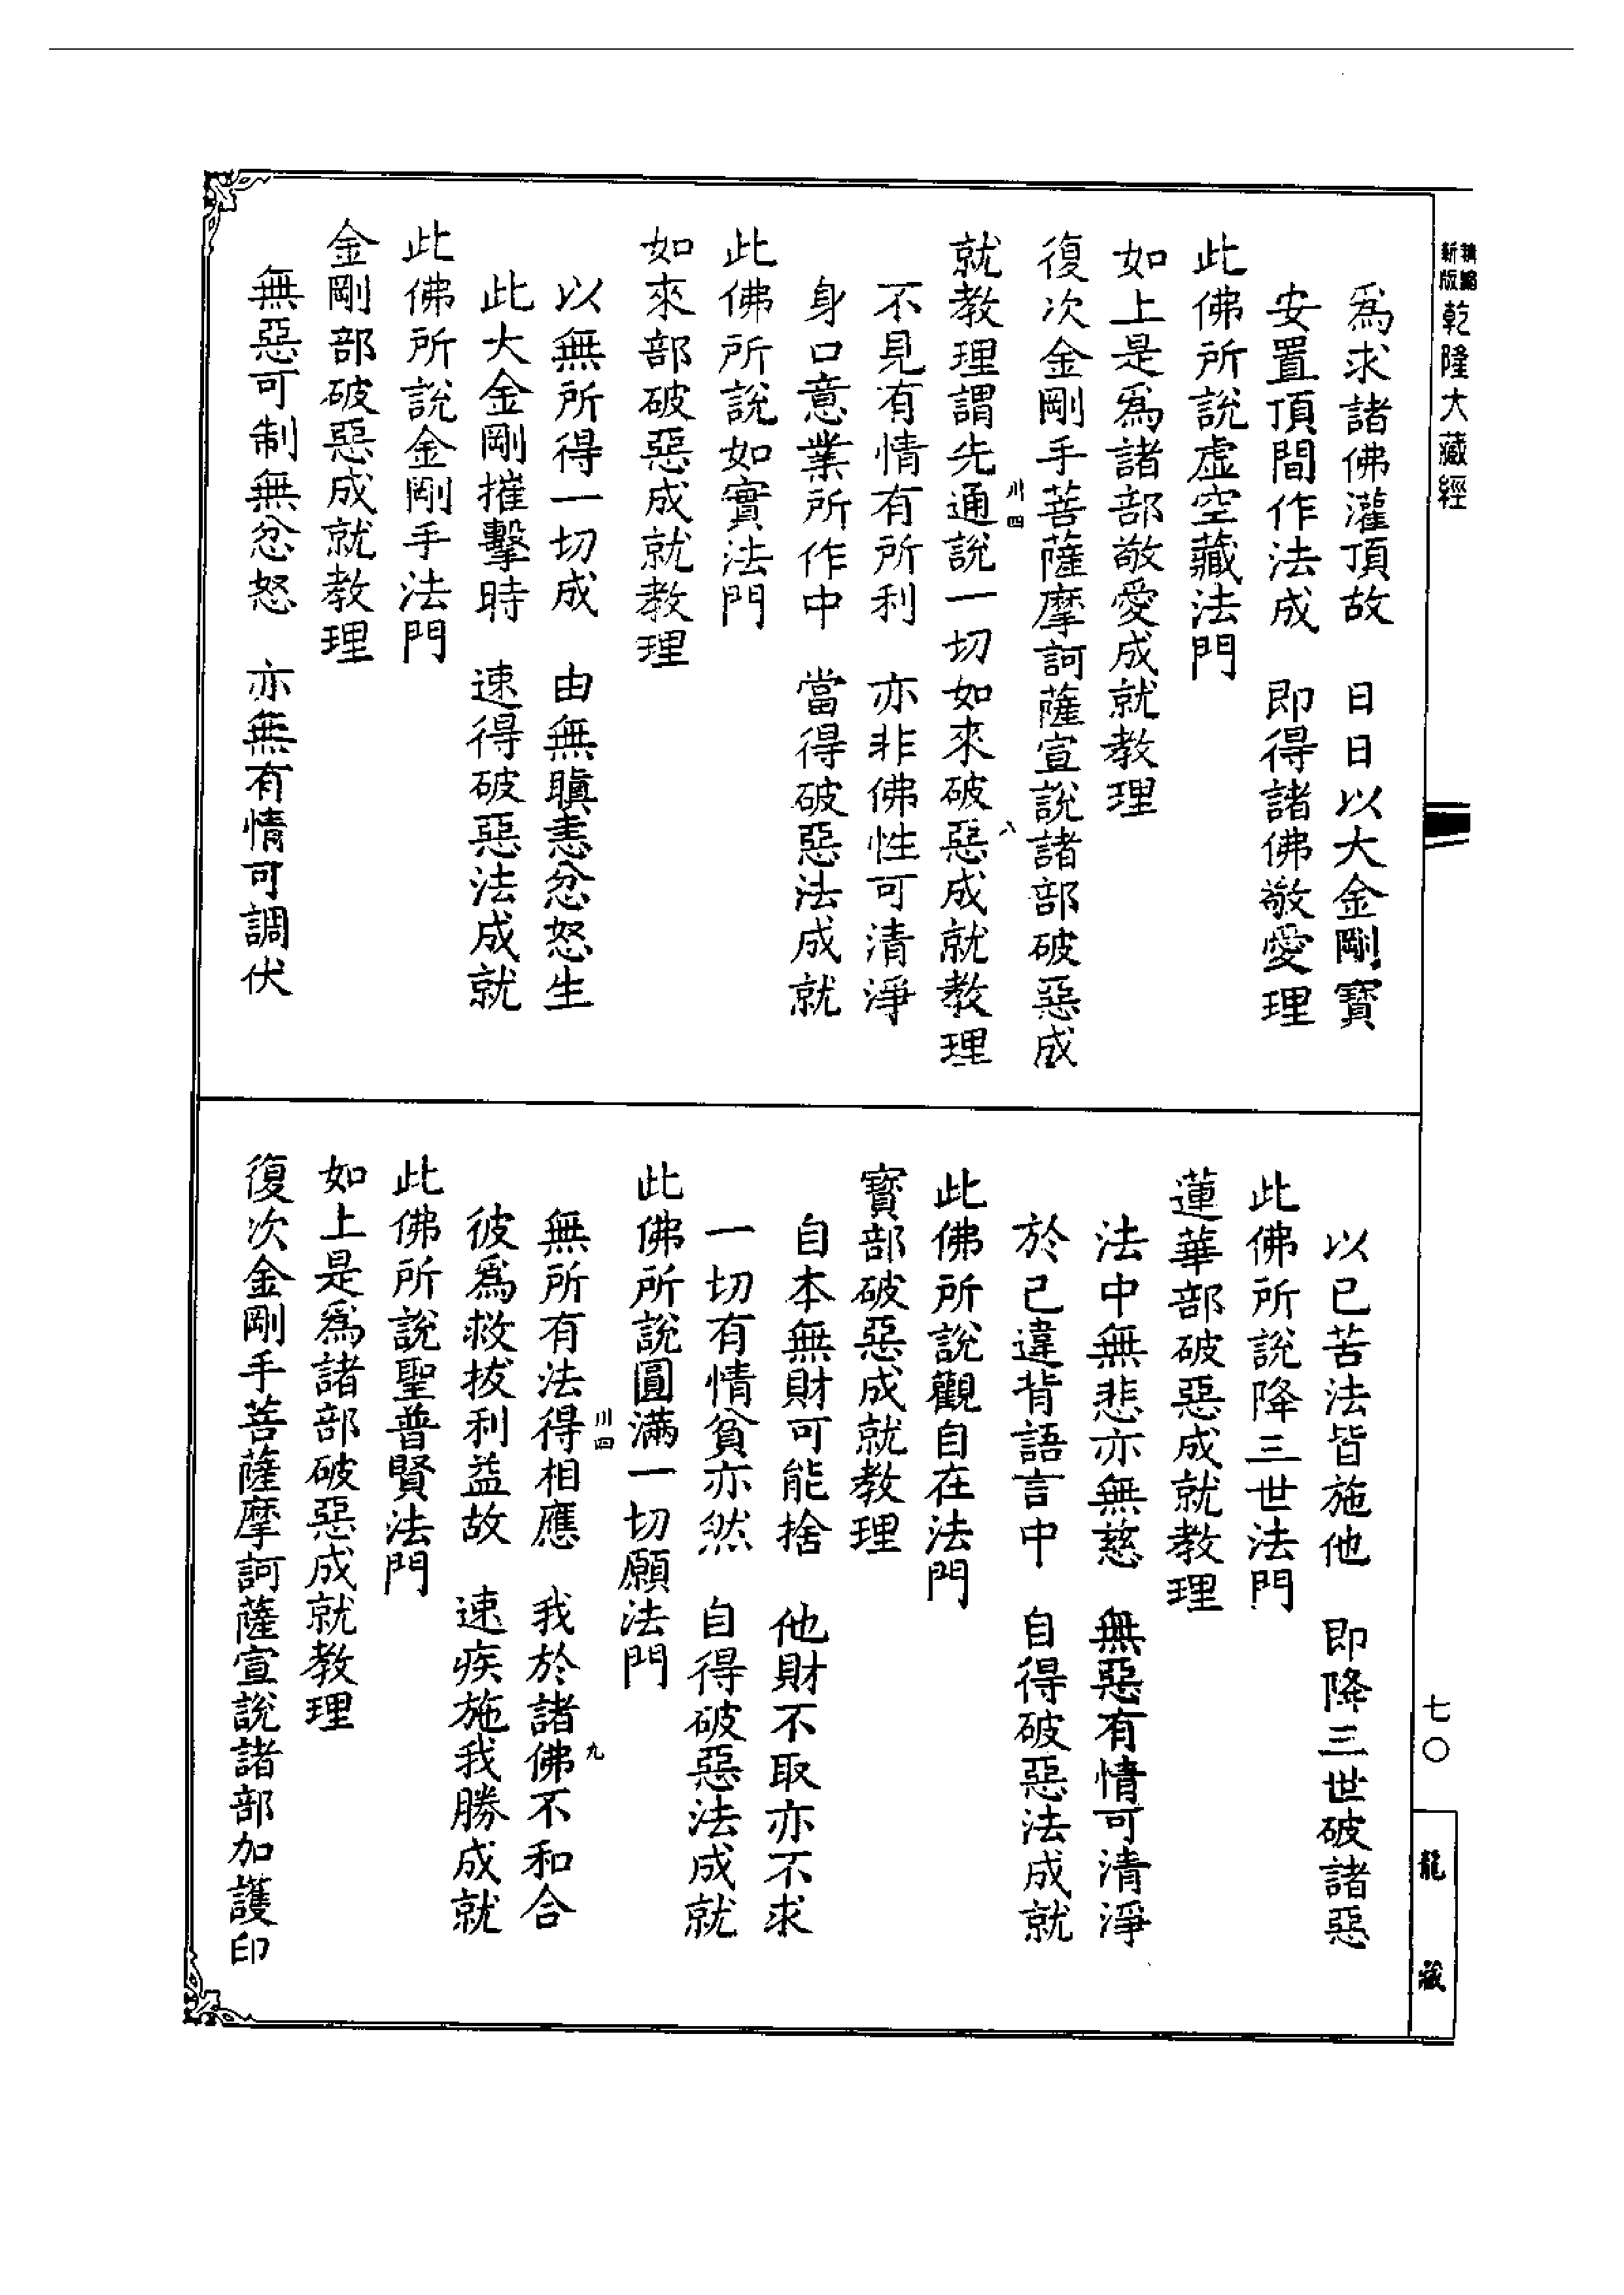 精縮新版乾隆大藏經
為求諸佛灌頂故　日日以大金剛寶
安置頂間作法成　即得諸佛敬愛理
此佛所說虛空藏法門
如上是為諸部敬愛成就教理
復次金剛手菩薩摩訶薩宣說諸部破惡成
就教理謂先通說一切如來破惡成就教理
川四　八
不見有情有所利　亦非佛性可清淨
身口意業所作中　當得破惡法成就
此佛所說如實法門
如來部破惡成就教理
以無所得一切成　由無瞋恚忿怒生
此大金剛摧擊時　速得破惡法成就
此佛所說金剛手法門
金剛部破惡成就教理
無惡可制無忿怒　亦無有情可調伏
以已苦法皆施他　即降三世破諸惡
此佛所說降三世法門
蓮華部破惡成就教理
法中無悲亦無慈　無惡有情可清淨
於己違背語言中　自得破惡法成就
此佛所說觀自在法門
寶部破惡成就教理
自本無財可能捨　他財不取亦不求
一切有情貧亦然　自得破惡法成就
此佛所說圓滿一切願法門
川四　九
無所有法得相應　我於諸佛不和合
彼為救拔利益故　速疾施我勝成就
此佛所說聖普賢法門
如上是為諸部破惡成就教理
復次金剛手菩薩摩訶薩宣說諸部加護印
七〇
龍藏